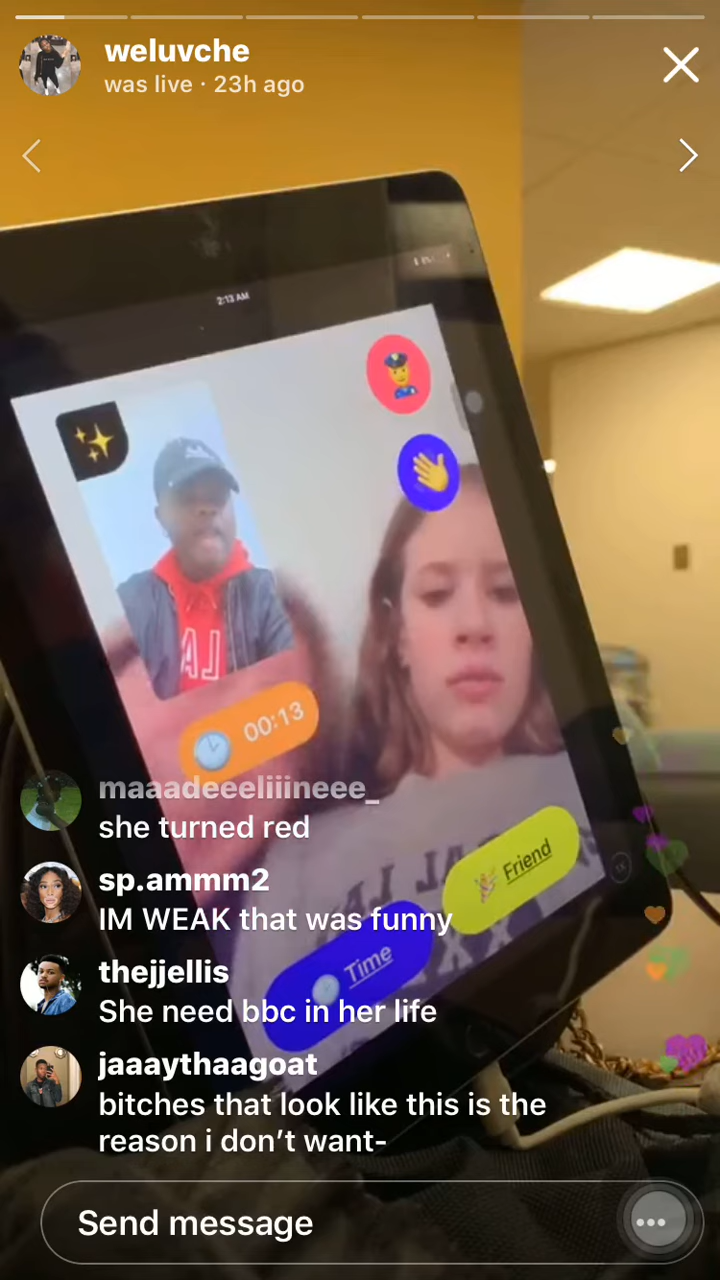 weluvche
was live · 23h ago
2:13 AM
00:13
maaadeeeliiineee_
she turned red
Friend
sp.ammm2
IM WEAK that was funny
Time
thejjellis
She need bbc in her life
jaaaythaagoat
bitches that look like this is the
reason i don’t want-
Send message